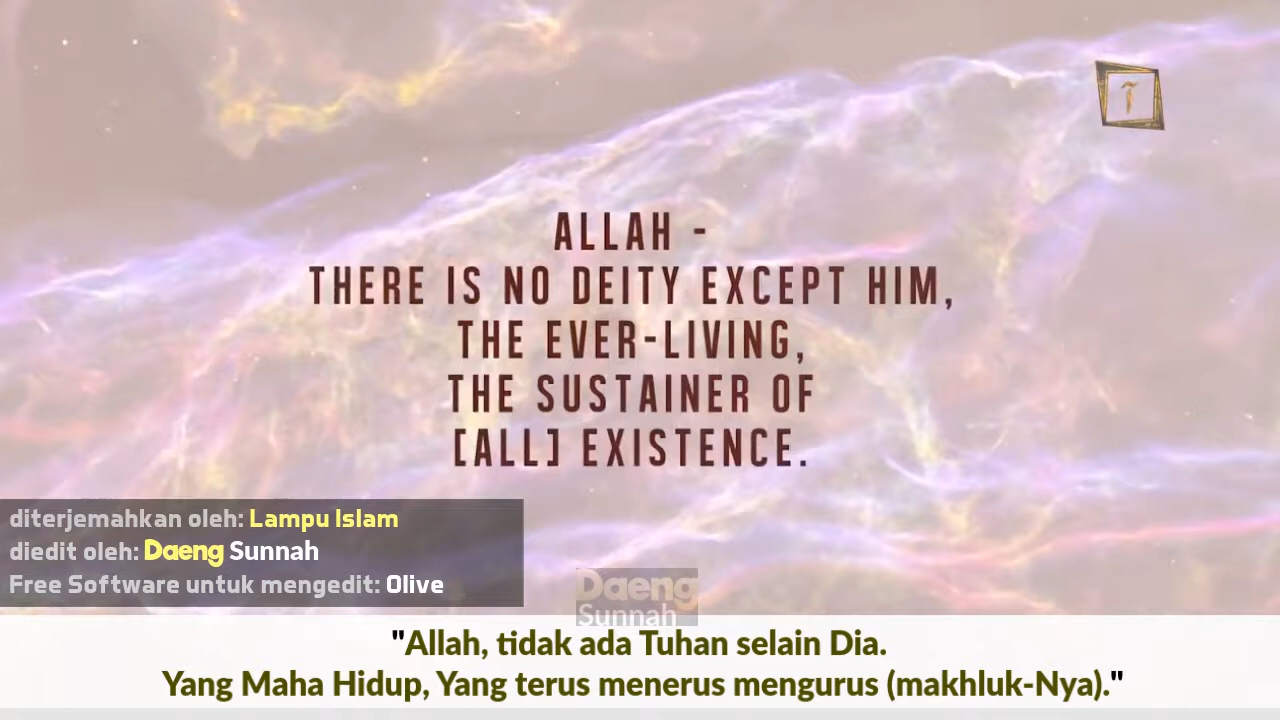 ALLAH -
THERE IS NO DEITY EXCEPT HIM,
THE EVER-LIVING,
THE SUSTAINER OF
[ALL] EXISTENCE.
diterjemahkan oleh: Lampu Islam
diedit oleh: Daeng Sunnah
Free Software untuk mengedit: Olive
Daeng
Sunnah
"Allah, tidak ada Tuhan selain Dia.
Yang Maha Hidup, Yang terus menerus mengurus (makhluk-Nya)."